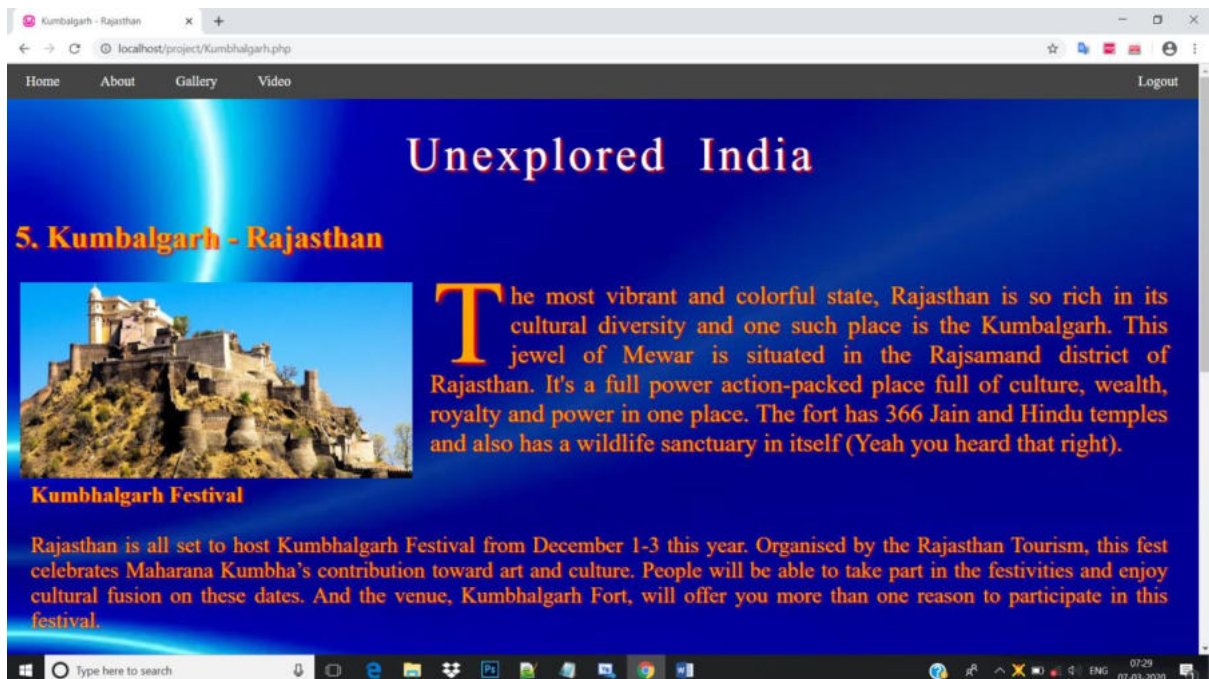 Kumbalgarh - Rajasthan
localhost/project/Kumbhalgarh.php
Home About Gallery Video Logout
Unexplored India
5. Kumbalgarh - Rajasthan
The most vibrant and colorful state, Rajasthan is so rich in its
cultural diversity and one such place is the Kumbalgarh. This
jewel of Mewar is situated in the Rajsamand district of
Rajasthan. It's a full power action-packed place full of culture, wealth,
royalty and power in one place. The fort has 366 Jain and Hindu temples
and also has a wildlife sanctuary in itself (Yeah you heard that right).
Kumbhalgarh Festival
Rajasthan is all set to host Kumbhalgarh Festival from December 1-3 this year. Organised by the Rajasthan Tourism, this fest
celebrates Maharana Kumbha’s contribution toward art and culture. People will be able to take part in the festivities and enjoy
cultural fusion on these dates. And the venue, Kumbhalgarh Fort, will offer you more than one reason to participate in this
festival.
Type here to search Ps ENG 07:29
07-03-2020